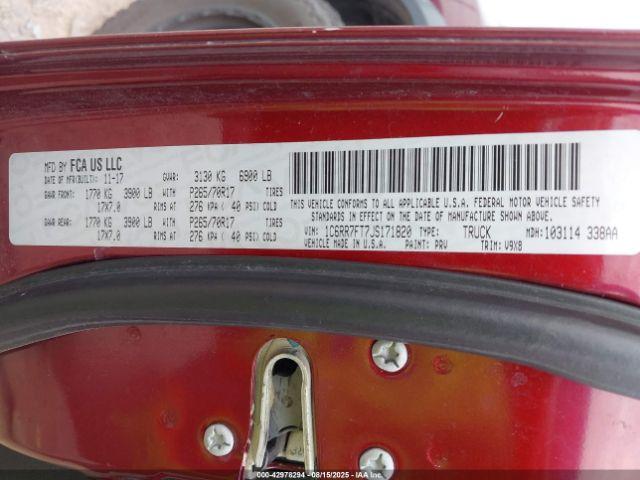 MFD BY FCA US LLC
DATE OF MFR(BUILT): 11-17 GVWR: 3130 KG 6900 LB
GAWR FRONT: 1770 KG 3900 LB WITH P265/70R17 TIRES
17X7.0 RIMS AT 276 KPA ( 40 PSI) COLD
GAWR REAR: 1770 KG 3900 LB WITH P265/70R17 TIRES
17X7.0 RIMS AT 276 KPA ( 40 PSI) COLD
THIS VEHICLE CONFORMS TO ALL APPLICABLE U.S.A. FEDERAL MOTOR VEHICLE SAFETY
STANDARDS IN EFFECT ON THE DATE OF MANUFACTURE SHOWN ABOVE.
VIN: 1C6RR7FT7JS171820 TYPE: TRUCK MDH: 103114 338AA
VEHICLE MADE IN U.S.A. PAINT: PRV TRIM: V9X8
000-42978294 - 08/15/2025 - IAAI.COM